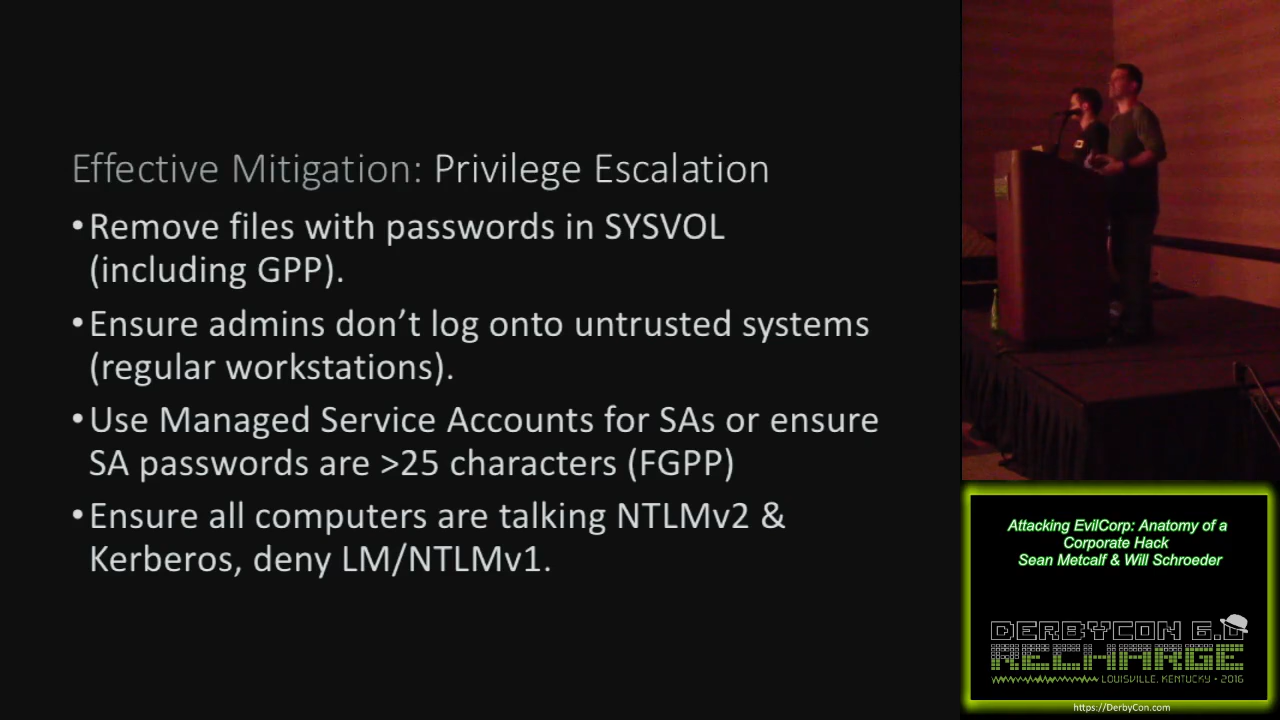 Effective Mitigation: Privilege Escalation
•Remove files with passwords in SYSVOL
(including GPP).
•Ensure admins don’t log onto untrusted systems
(regular workstations).
•Use Managed Service Accounts for SAs or ensure
SA passwords are >25 characters (FGPP)
•Ensure all computers are talking NTLMv2 &
Kerberos, deny LM/NTLMv1.
Attacking EvilCorp: Anatomy of a
Corporate Hack
Sean Metcalf & Will Schroeder
DERBYCON 6.0
RECHARGE
LOUISVILLE, KENTUCKY • 2016
https://DerbyCon.com